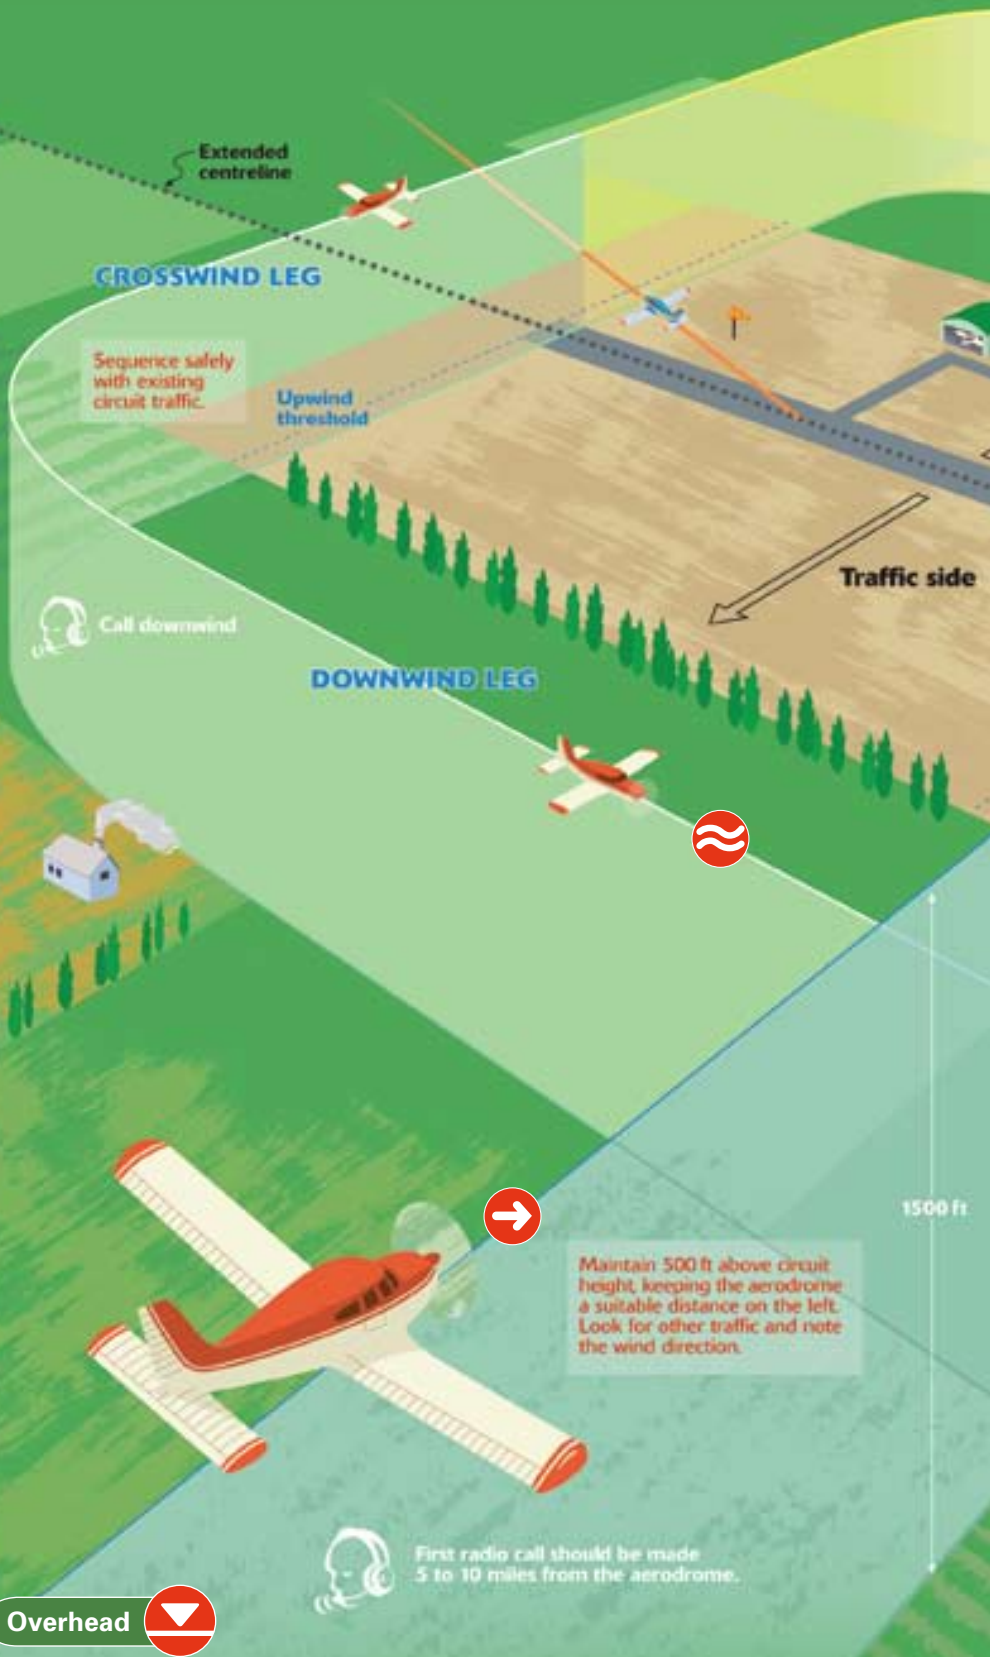 Extended
centreline
CROSSWIND LEG
Sequence safely
with existing
circuit traffic.
Upwind
threshold
Traffic side
Call downwind
DOWNWIND LEG
1500 ft
Maintain 500 ft above circuit
height, keeping the aerodrome
a suitable distance on the left.
Look for other traffic and note
the wind direction.
First radio call should be made
5 to 10 miles from the aerodrome.
Overhead